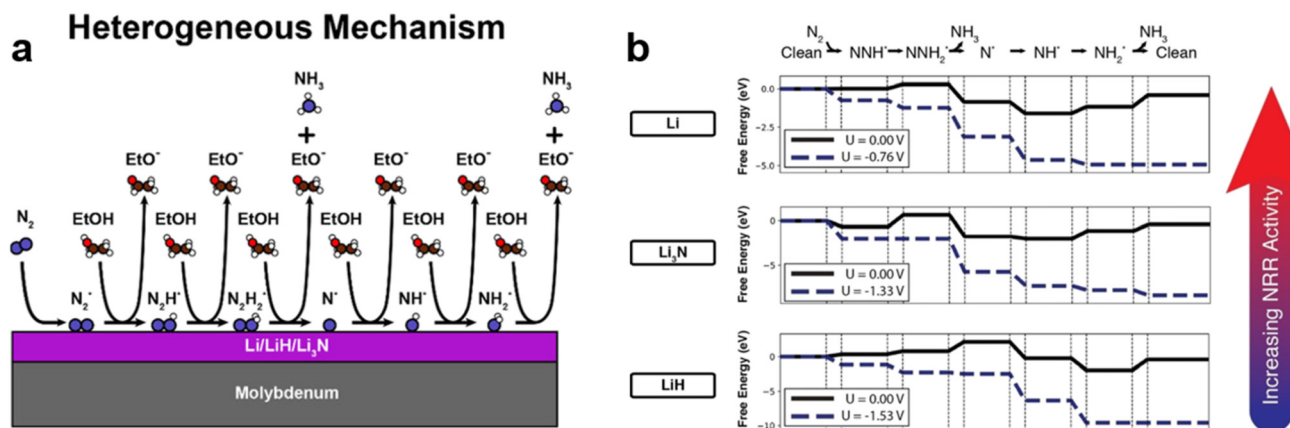 Heterogeneous Mechanism
a
NH₃
NH₃
+
+
EtO⁻ EtO⁻ EtO⁻ EtO⁻ EtO⁻ EtO⁻
N₂
EtOH EtOH EtOH EtOH EtOH EtOH
N₂* N₂H* N₂H₂* N* NH* NH₂*
Li/LiH/Li₃N
Molybdenum
b
N₂ NH₃ NH₃
Clean NNH* NNH₂* N* NH* NH₂* Clean
Li
Free Energy (eV)
0.0
−2.5
−5.0
U = 0.00 V
U = -0.76 V
Li₃N
Free Energy (eV)
0
−5
U = 0.00 V
U = -1.33 V
LiH
Free Energy (eV)
0
−5
−10
U = 0.00 V
U = -1.53 V
Increasing NRR Activity